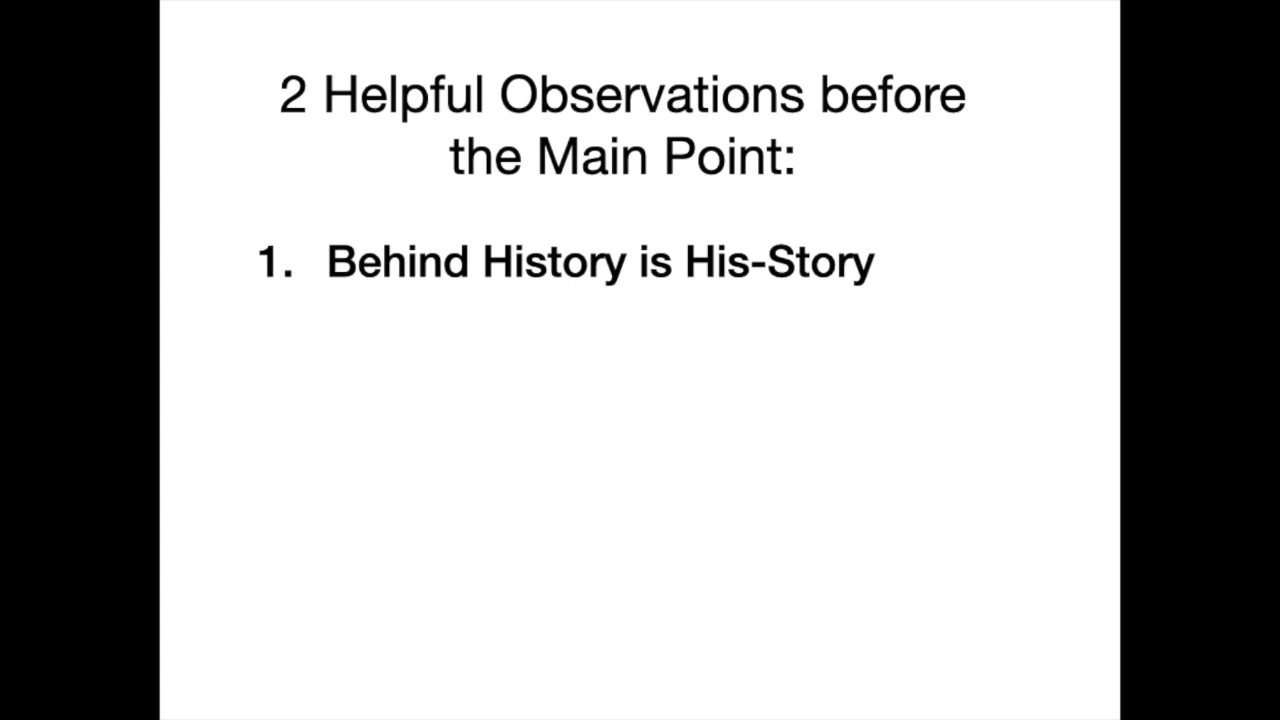 2 Helpful Observations before
the Main Point:
1. Behind History is His-Story